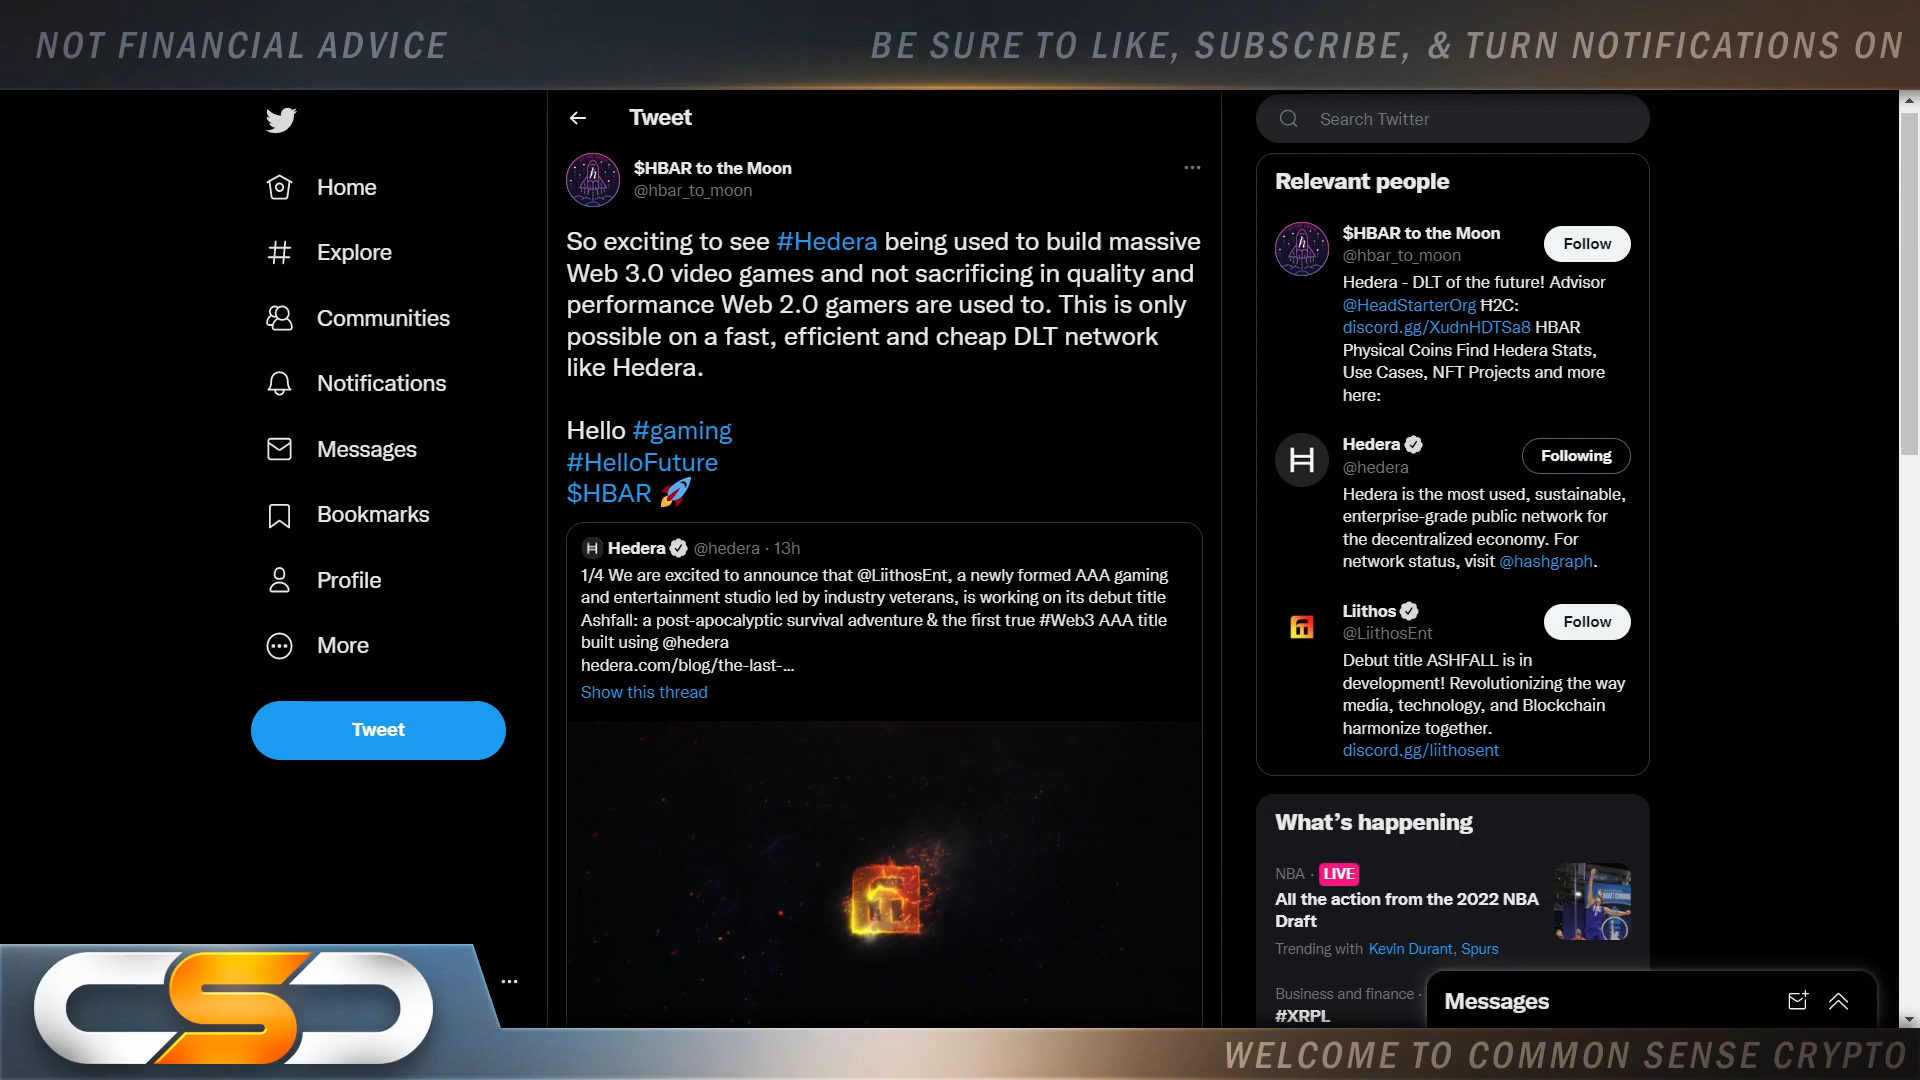 NOT FINANCIAL ADVICE
BE SURE TO LIKE, SUBSCRIBE, & TURN NOTIFICATIONS ON
Home
Explore
Communities
Notifications
Messages
Bookmarks
Profile
More
Tweet
Tweet
$HBAR to the Moon
@hbar_to_moon
So exciting to see #Hedera being used to build massive
Web 3.0 video games and not sacrificing in quality and
performance Web 2.0 gamers are used to. This is only
possible on a fast, efficient and cheap DLT network
like Hedera.
Hello #gaming
#HelloFuture
$HBAR 🚀
Hedera @hedera · 13h
1/4 We are excited to announce that @LiithosEnt, a newly formed AAA gaming
and entertainment studio led by industry veterans, is working on its debut title
Ashfall: a post-apocalyptic survival adventure & the first true #Web3 AAA title
built using @hedera
hedera.com/blog/the-last-...
Show this thread
Search Twitter
Relevant people
$HBAR to the Moon
@hbar_to_moon
Follow
Hedera - DLT of the future! Advisor
@HeadStarterOrg Ħ2C:
discord.gg/XudnHDTSa8 HBAR
Physical Coins Find Hedera Stats,
Use Cases, NFT Projects and more
here:
Hedera
@hedera
Following
Hedera is the most used, sustainable,
enterprise-grade public network for
the decentralized economy. For
network status, visit @hashgraph.
Liithos
@LiithosEnt
Follow
Debut title ASHFALL is in
development! Revolutionizing the way
media, technology, and Blockchain
harmonize together.
discord.gg/liithosent
What's happening
NBA · LIVE
All the action from the 2022 NBA
Draft
Trending with Kevin Durant, Spurs
Business and finance ·
#XRPL
Messages
CSC
WELCOME TO COMMON SENSE CRYPTO